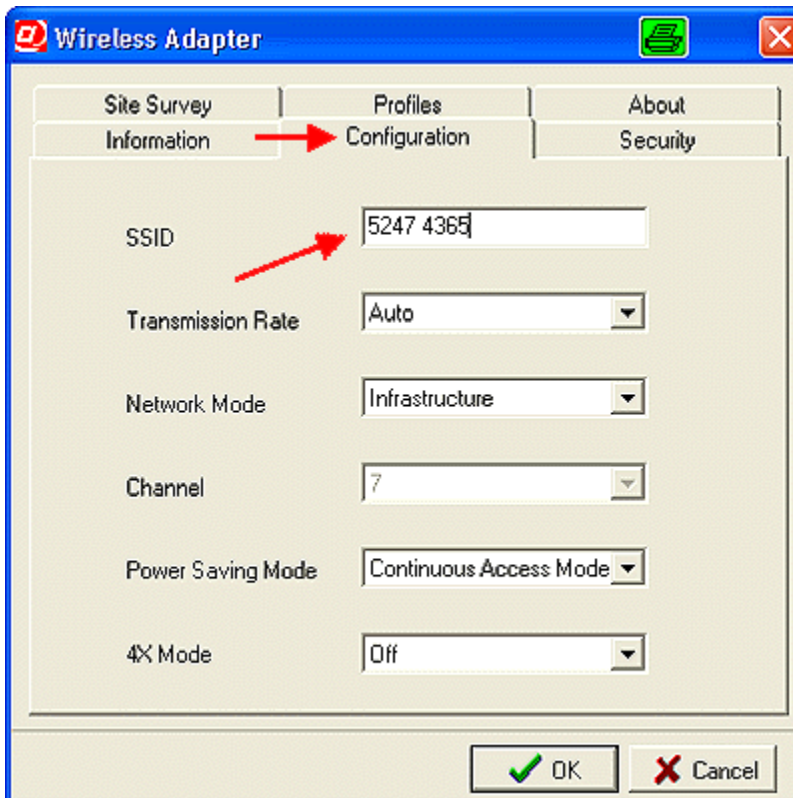 Wireless Adapter
Site Survey Profiles About
Information Configuration Security
SSID 5247 4365
Transmission Rate Auto
Network Mode Infrastructure
Channel 7
Power Saving Mode Continuous Access Mode
4X Mode Off
OK Cancel